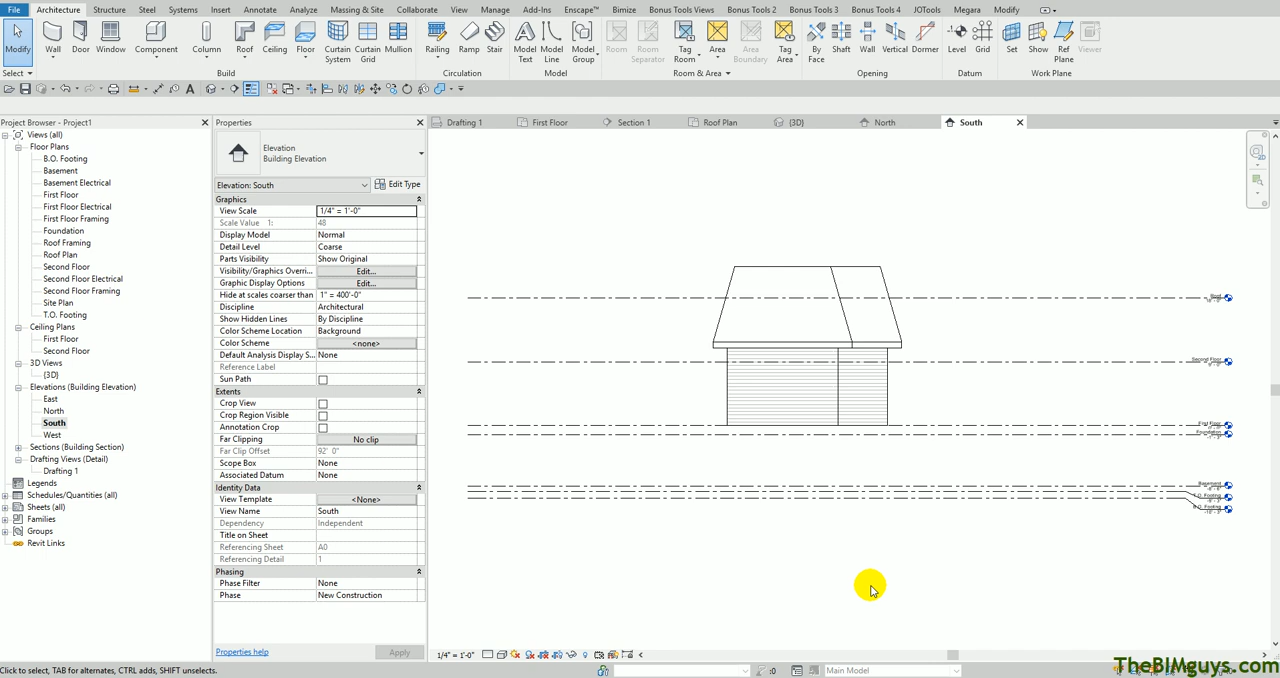 File Architecture Structure Steel Systems Insert Annotate Analyze Massing & Site Collaborate View Manage Add-Ins Enscape™ Bimize Bonus Tools Views Bonus Tools 2 Bonus Tools 3 Bonus Tools 4 JOTools Megara Modify
Modify Wall Door Window Component Column Roof Ceiling Floor Curtain System Curtain Grid Mullion Railing Ramp Stair Model Text Model Line Model Group Room Room Separator Tag Room Area Area Boundary Tag Area By Face Shaft Wall Vertical Dormer Level Grid Set Show Ref Plane Viewer
Select Build Circulation Model Room & Area Opening Datum Work Plane
Project Browser - Project1
Views (all)
Floor Plans
B.O. Footing
Basement
Basement Electrical
First Floor
First Floor Electrical
First Floor Framing
Foundation
Roof Framing
Roof Plan
Second Floor
Second Floor Electrical
Second Floor Framing
Site Plan
T.O. Footing
Ceiling Plans
First Floor
Second Floor
3D Views
{3D}
Elevations (Building Elevation)
East
North
South
West
Sections (Building Section)
Drafting Views (Detail)
Drafting 1
Legends
Schedules/Quantities (all)
Sheets (all)
Families
Groups
Revit Links
Properties
Elevation
Building Elevation
Elevation: South Edit Type
Graphics
View Scale 1/4" = 1'-0"
Scale Value 1: 48
Display Model Normal
Detail Level Coarse
Parts Visibility Show Original
Visibility/Graphics Overri... Edit...
Graphic Display Options Edit...
Hide at scales coarser than 1" = 400'-0"
Discipline Architectural
Show Hidden Lines By Discipline
Color Scheme Location Background
Color Scheme <none>
Default Analysis Display S... None
Reference Label
Sun Path
Extents
Crop View
Crop Region Visible
Annotation Crop
Far Clipping No clip
Far Clip Offset 92' 0"
Scope Box None
Associated Datum None
Identity Data
View Template <None>
View Name South
Dependency Independent
Title on Sheet
Referencing Sheet A0
Referencing Detail 1
Phasing
Phase Filter None
Phase New Construction
Properties help Apply
Drafting 1 First Floor Section 1 Roof Plan {3D} North South
Roof
Second Floor
First Floor
Foundation
Basement
T.O. Footing
B.O. Footing
1/4" = 1'-0"
Click to select, TAB for alternates, CTRL adds, SHIFT unselects. :0 Main Model
TheBIMguys.com